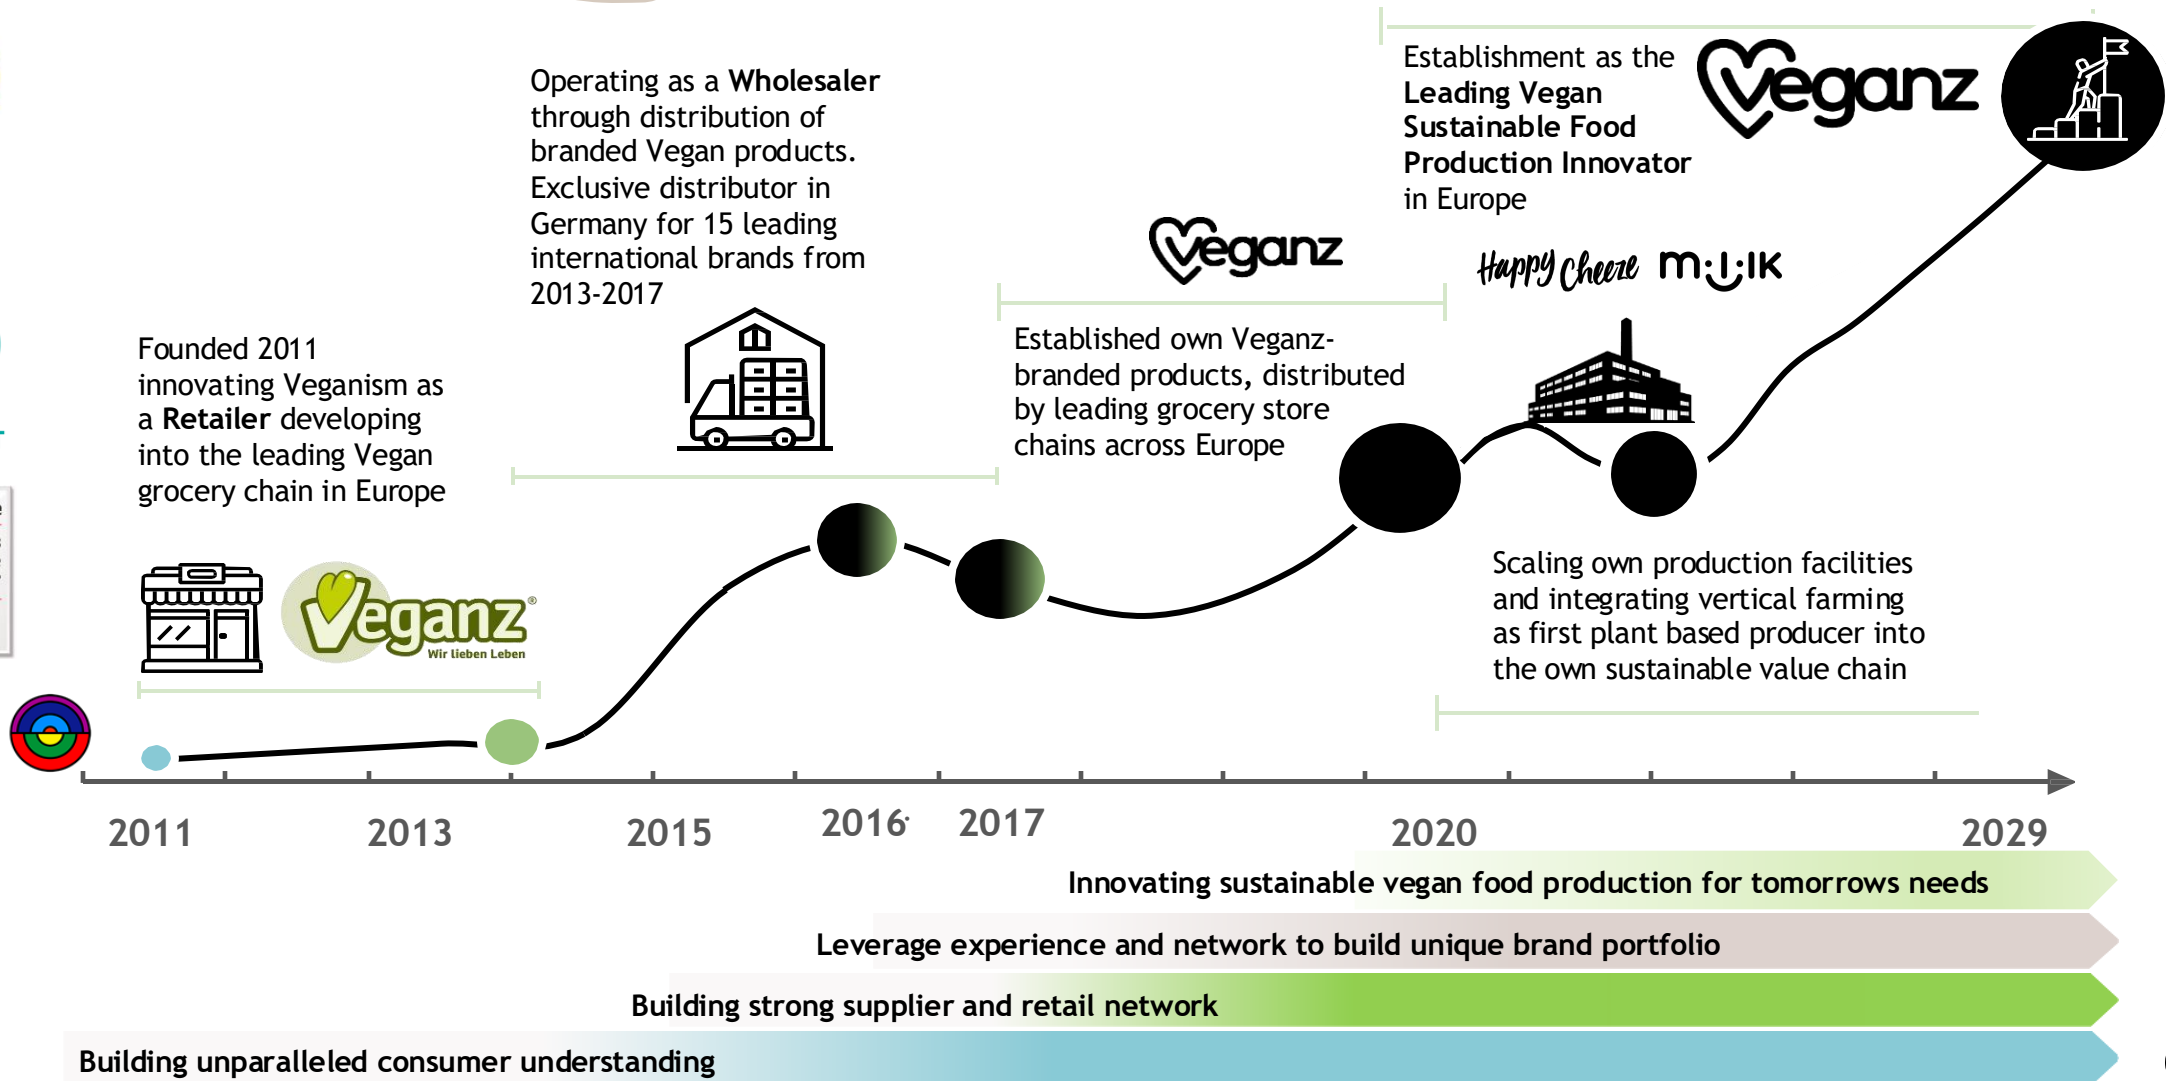 Founded 2011
innovating Veganism as
a Retailer developing
into the leading Vegan
grocery chain in Europe
Veganz®
Wir lieben Leben
Operating as a Wholesaler
through distribution of
branded Vegan products.
Exclusive distributor in
Germany for 15 leading
international brands from
2013-2017
Veganz
Established own Veganz-
branded products, distributed
by leading grocery store
chains across Europe
Establishment as the
Leading Vegan
Sustainable Food
Production Innovator
in Europe
Veganz
Happy Cheeze
Scaling own production facilities
and integrating vertical farming
as first plant based producer into
the own sustainable value chain
2011
2013
2015
2016
2017
2020
2029
Innovating sustainable vegan food production for tomorrows needs
Leverage experience and network to build unique brand portfolio
Building strong supplier and retail network
Building unparalleled consumer understanding